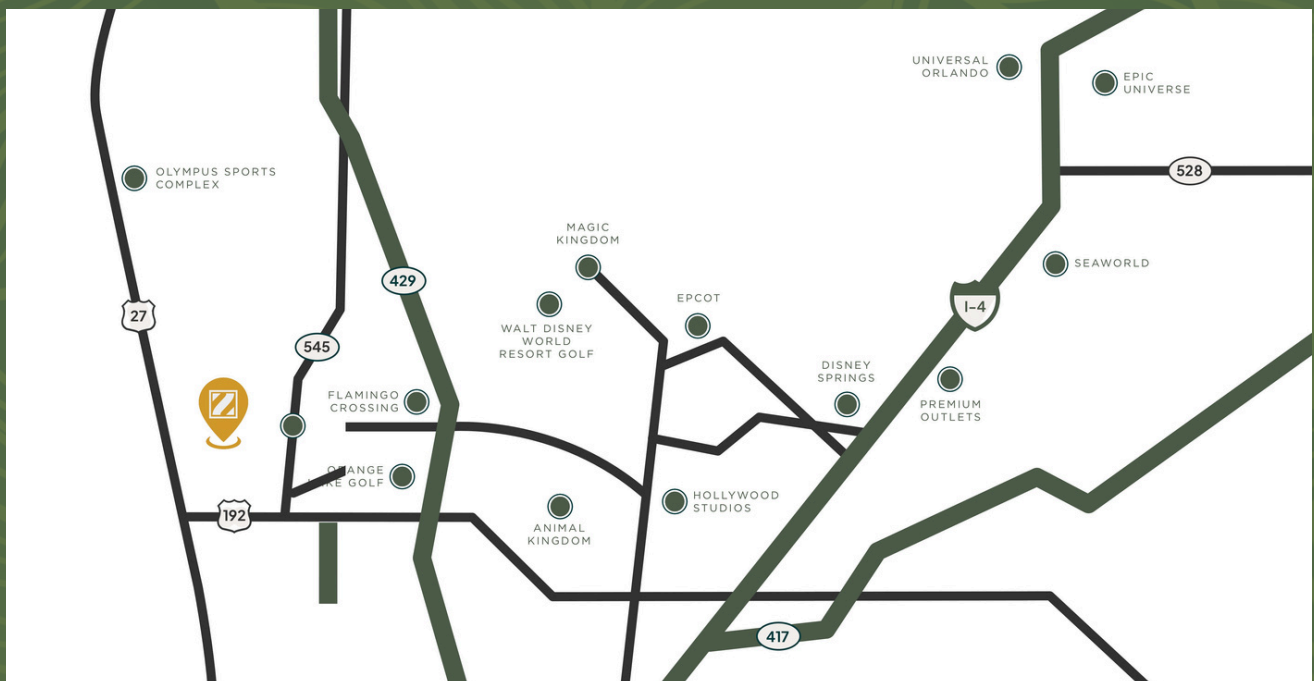 UNIVERSAL
ORLANDO
EPIC
UNIVERSE
OLYMPUS SPORTS
COMPLEX
528
MAGIC
KINGDOM
SEAWORLD
429
EPCOT
I-4
27
WALT DISNEY
WORLD
RESORT GOLF
545
DISNEY
SPRINGS
FLAMINGO
CROSSING
PREMIUM
OUTLETS
GOLF
HOLLYWOOD
STUDIOS
192
ANIMAL
KINGDOM
417